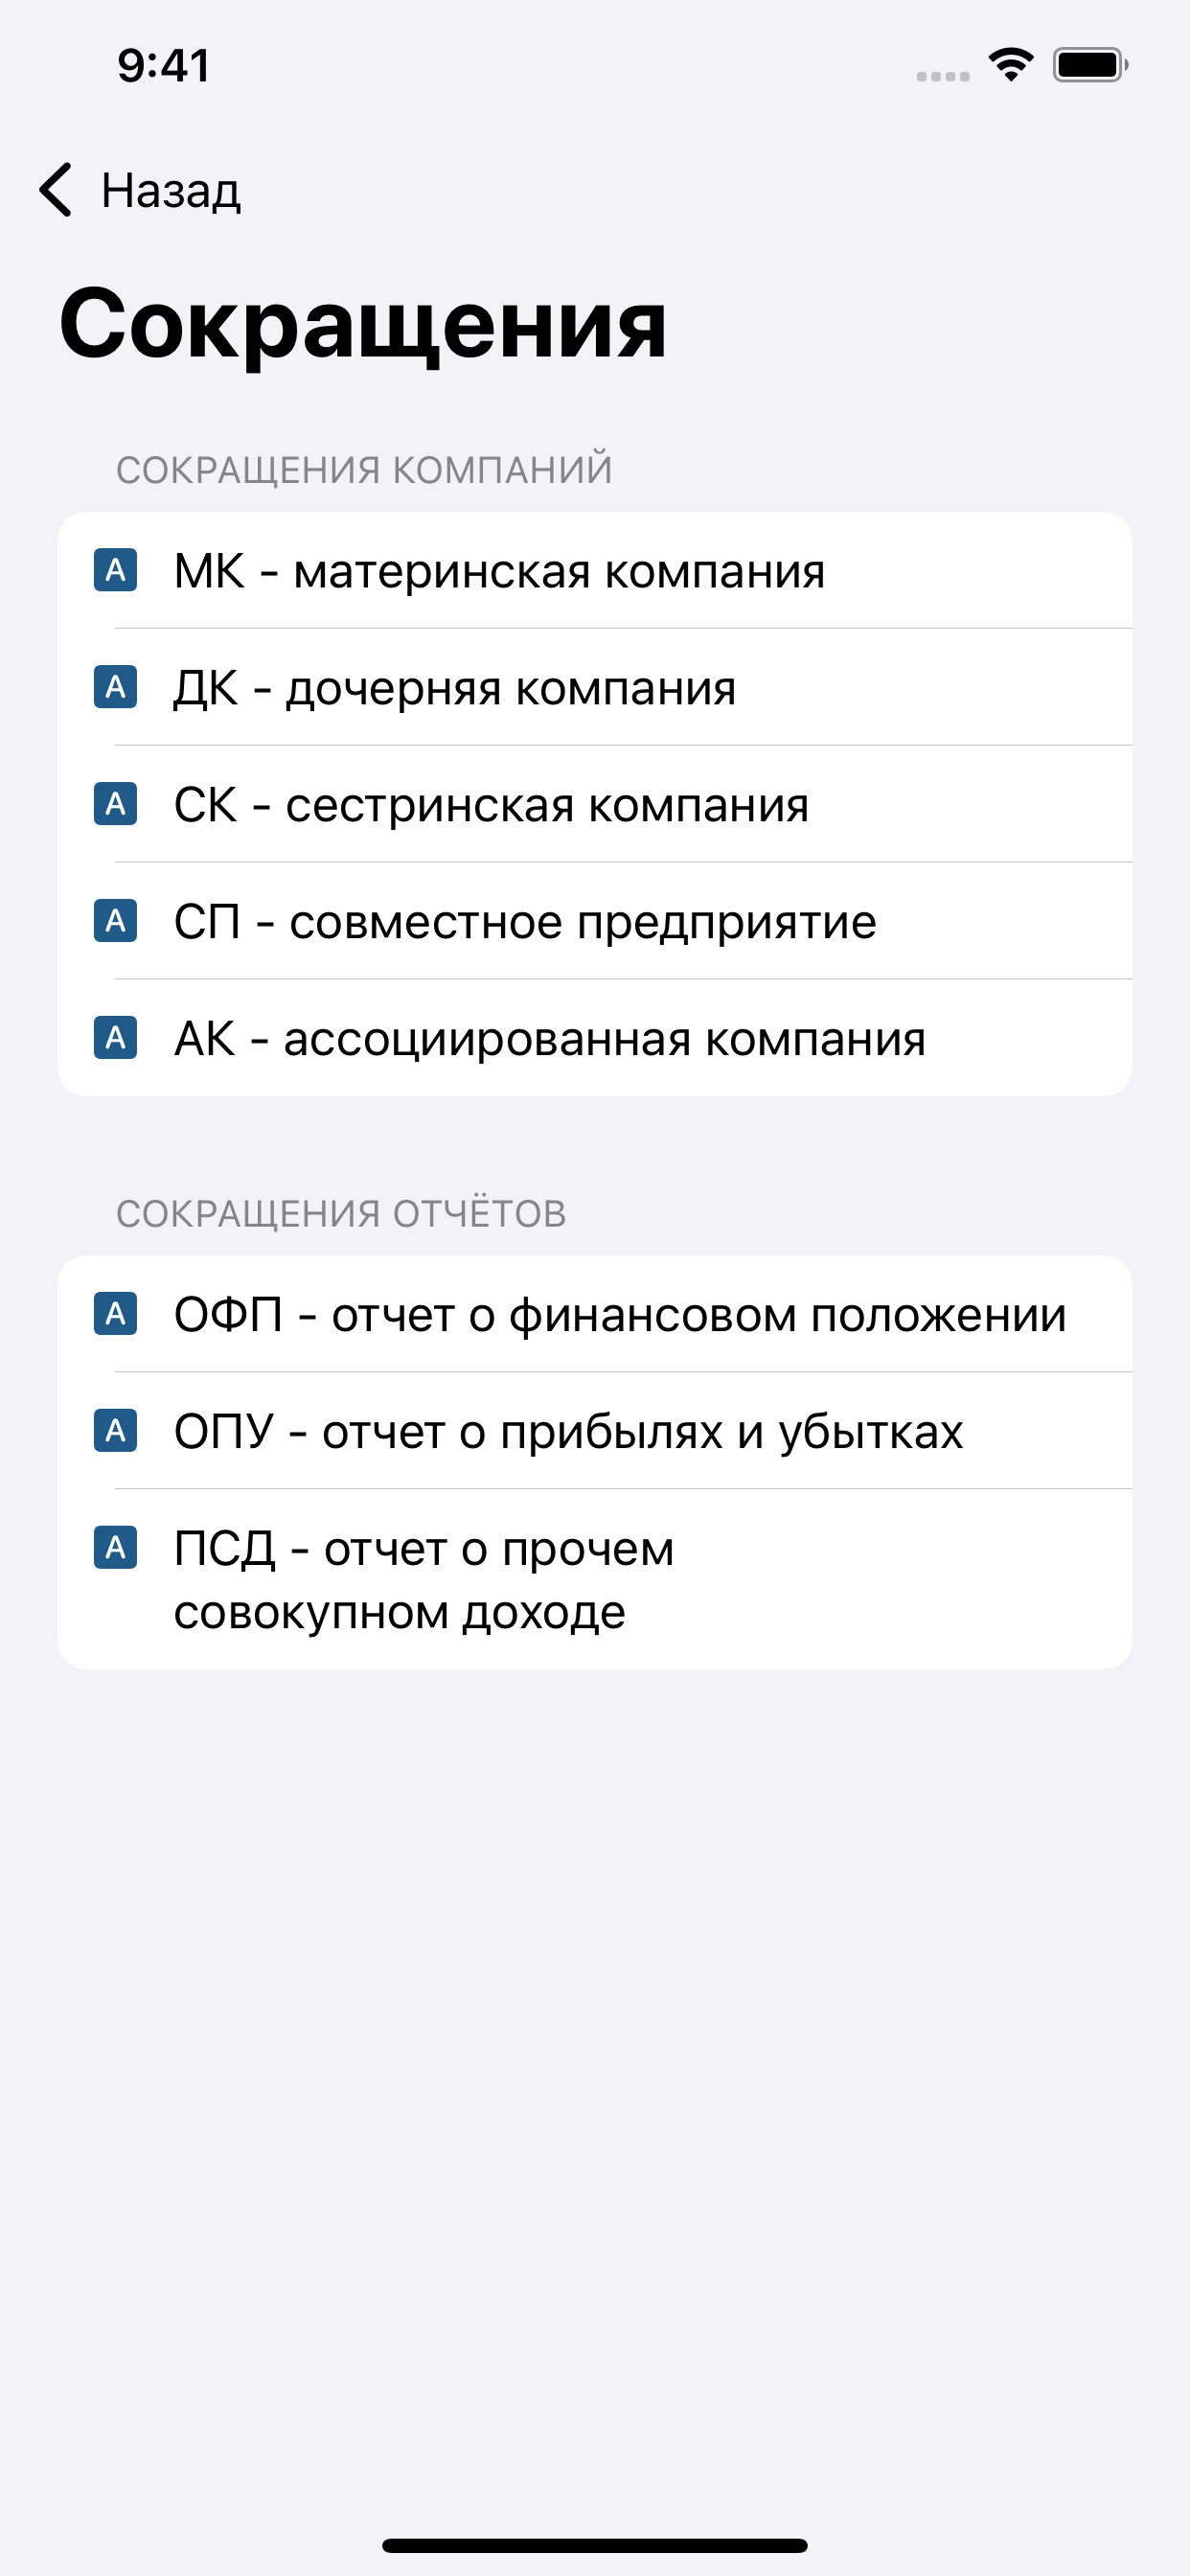 9:41
Назад
Сокращения
СОКРАЩЕНИЯ КОМПАНИЙ
A МК - материнская компания
A ДК - дочерняя компания
A СК - сестринская компания
A СП - совместное предприятие
A АК - ассоциированная компания
СОКРАЩЕНИЯ ОТЧЁТОВ
A ОФП - отчет о финансовом положении
A ОПУ - отчет о прибылях и убытках
A ПСД - отчет о прочем
совокупном доходе